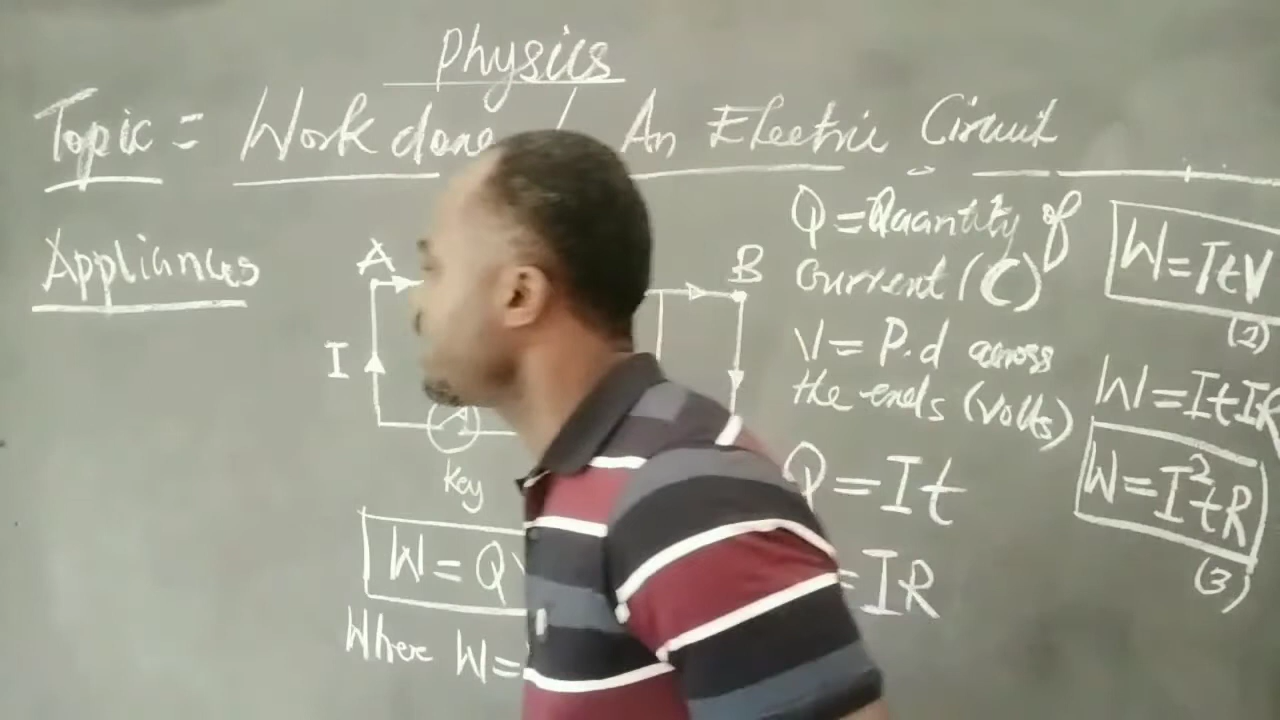 Physics
Topic = Work done An Electric Circuit
Appliances
A
B
I
Key
W = Q
Where W =
Q = Quantity of
Current (C)
V = P.d across
the ends (Volts)
Q = It
= IR
W = ItV
(2)
W = ItIR
W = I²tR
(3)